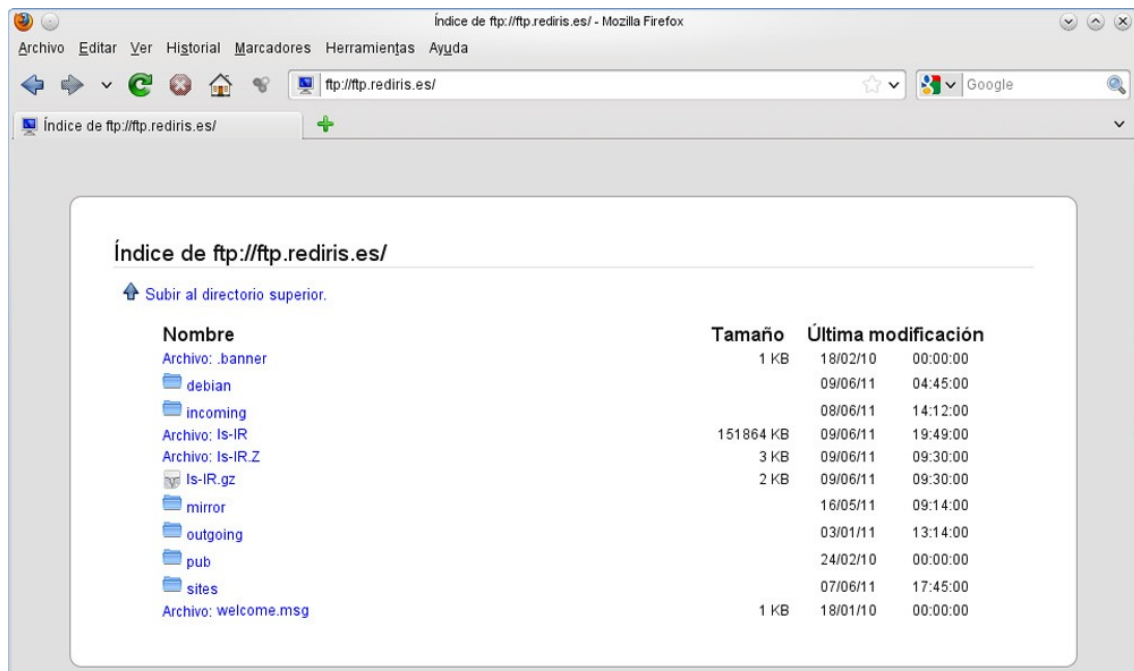 Índice de ftp://ftp.rediris.es/ - Mozilla Firefox
Archivo Editar Ver Historial Marcadores Herramientas Ayuda
ftp://ftp.rediris.es/ Google
Índice de ftp://ftp.rediris.es/
Índice de ftp://ftp.rediris.es/
Subir al directorio superior.
Nombre Tamaño Última modificación
Archivo: .banner 1 KB 18/02/10 00:00:00
debian 09/06/11 04:45:00
incoming 08/06/11 14:12:00
Archivo: ls-lR 151864 KB 09/06/11 19:49:00
Archivo: ls-lR.Z 3 KB 09/06/11 09:30:00
ls-lR.gz 2 KB 09/06/11 09:30:00
mirror 16/05/11 09:14:00
outgoing 03/01/11 13:14:00
pub 24/02/10 00:00:00
sites 07/06/11 17:45:00
Archivo: welcome.msg 1 KB 18/01/10 00:00:00